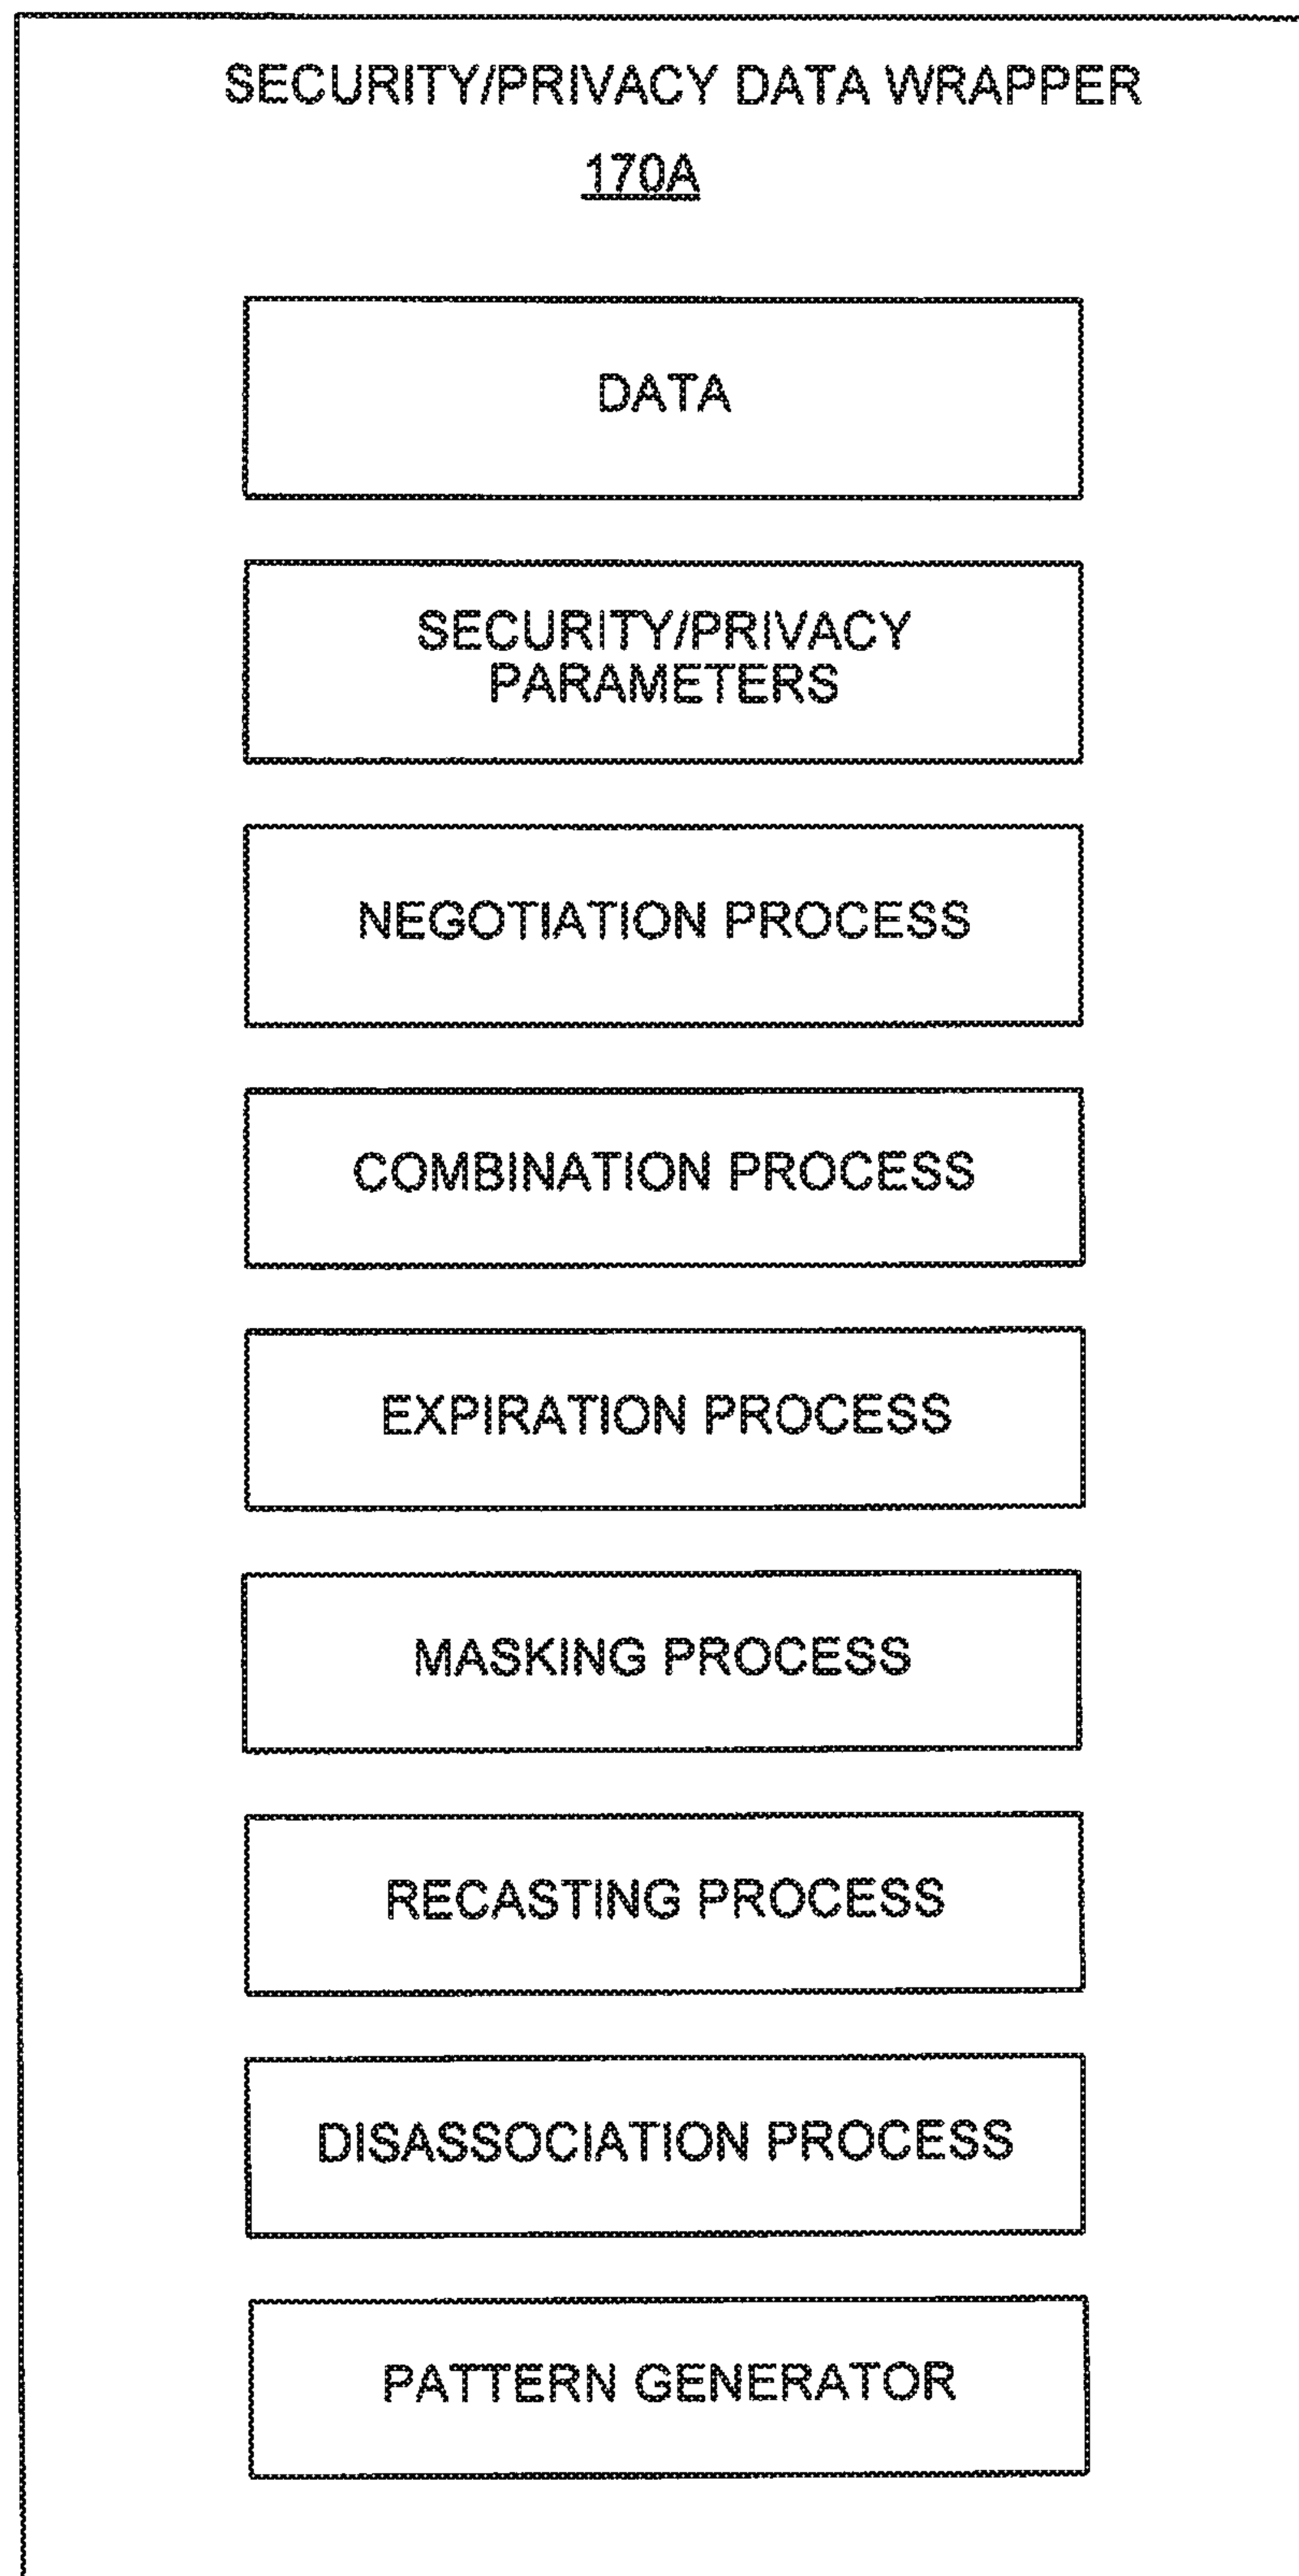 SECURITY/PRIVACY DATA WRAPPER
170A
DATA
SECURITY/PRIVACY
PARAMETERS
NEGOTIATION PROCESS
COMBINATION PROCESS
EXPIRATION PROCESS
MASKING PROCESS
RECASTING PROCESS
DISASSOCIATION PROCESS
PATTERN GENERATOR